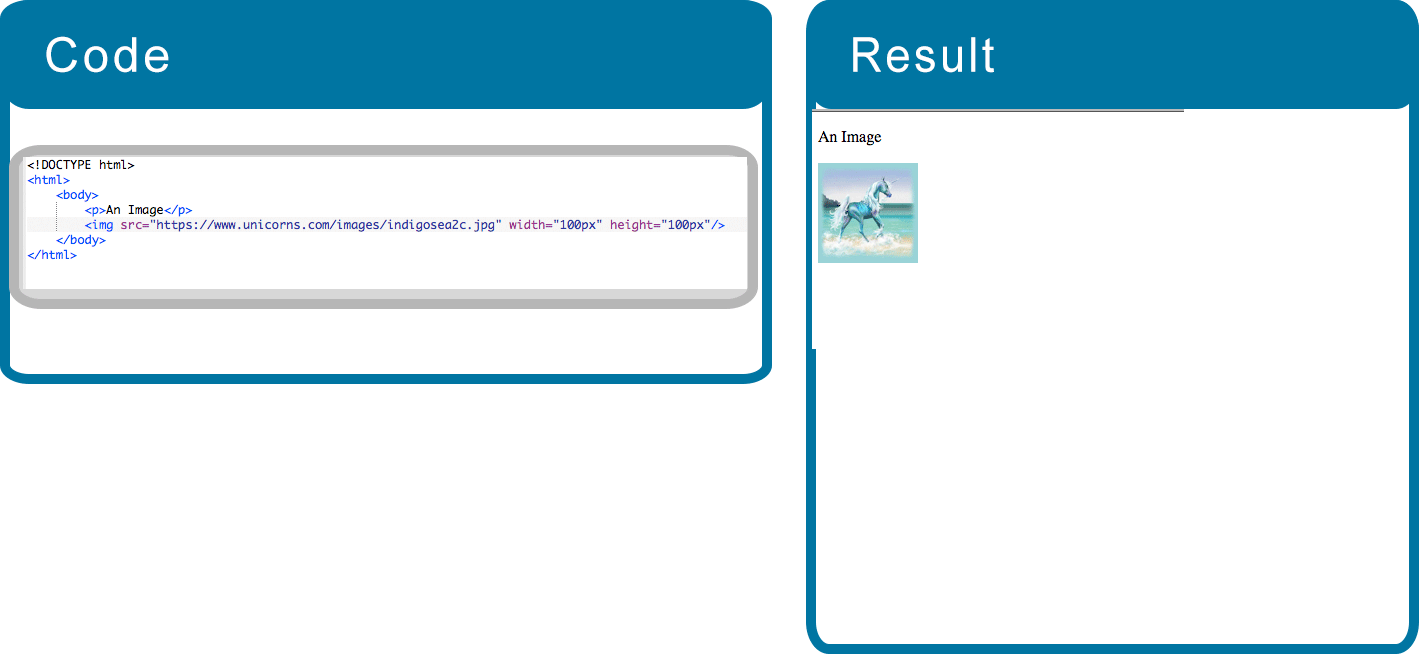 Code
<!DOCTYPE html>
<html>
<body>
<p>An Image</p>
<img src="https://www.unicorns.com/images/indigosea2c.jpg" width="100px" height="100px"/>
</body>
</html>
Result
An Image